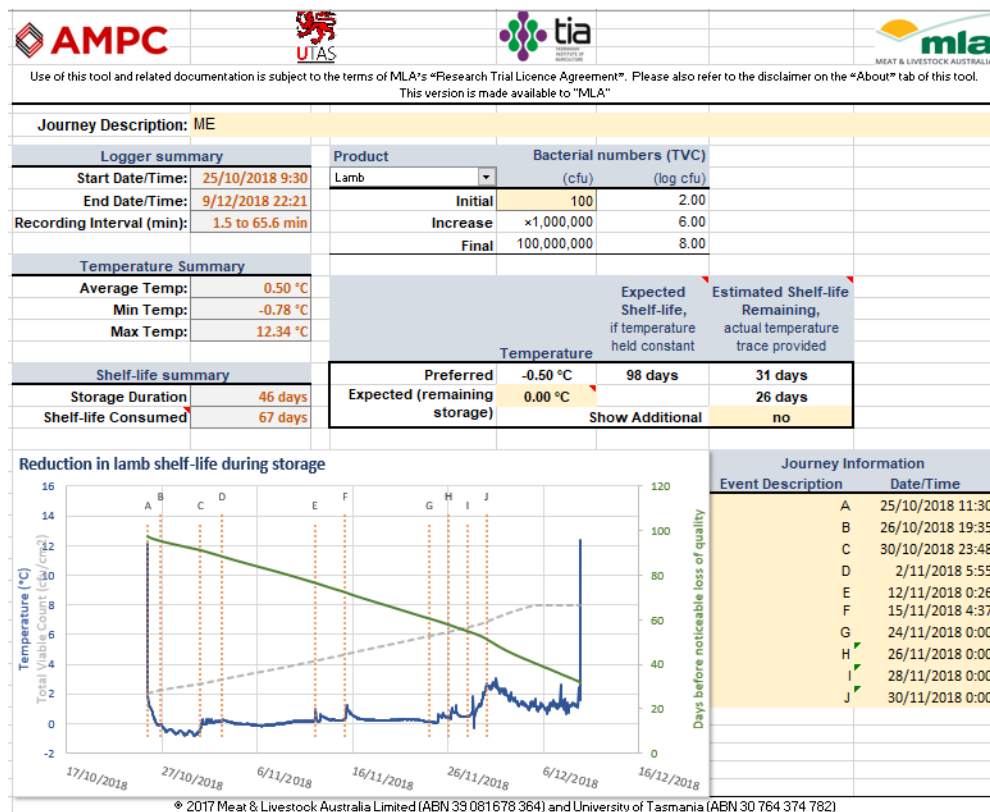 AMPC
UTAS
tia
TASMANIAN
INSTITUTE OF
AGRICULTURE
mla
MEAT & LIVESTOCK AUSTRALIA
Use of this tool and related documentation is subject to the terms of MLA's “Research Trial Licence Agreement”. Please also refer to the disclaimer on the “About” tab of this tool.
This version is made available to "MLA"
Journey Description: ME
Logger summary
Start Date/Time: 25/10/2018 9:30
End Date/Time: 9/12/2018 22:21
Recording Interval (min): 1.5 to 65.6 min
Temperature Summary
Average Temp: 0.50 °C
Min Temp: -0.78 °C
Max Temp: 12.34 °C
Shelf-life summary
Storage Duration 46 days
Shelf-life Consumed 67 days
Product Bacterial numbers (TVC)
Lamb (cfu) (log cfu)
Initial 100 2.00
Increase ×1,000,000 6.00
Final 100,000,000 8.00
Temperature
Expected
Shelf-life,
if temperature
held constant
Estimated Shelf-life
Remaining,
actual temperature
trace provided
Preferred -0.50 °C 98 days 31 days
Expected (remaining
storage) 0.00 °C 26 days
Show Additional no
Reduction in lamb shelf-life during storage
Temperature (°C)
Total Viable Count (cfu/cm2)
Days before noticeable loss of quality
16
14
12
10
8
6
4
2
0
-2
A B C D E F G H I J
120
100
80
60
40
20
0
17/10/2018 27/10/2018 6/11/2018 16/11/2018 26/11/2018 6/12/2018 16/12/2018
Journey Information
Event Description Date/Time
A 25/10/2018 11:30
B 26/10/2018 19:35
C 30/10/2018 23:48
D 2/11/2018 5:55
E 12/11/2018 0:26
F 15/11/2018 4:37
G 24/11/2018 0:00
H 26/11/2018 0:00
I 28/11/2018 0:00
J 30/11/2018 0:00
© 2017 Meat & Livestock Australia Limited (ABN 39 081 678 364) and University of Tasmania (ABN 30 764 374 782)